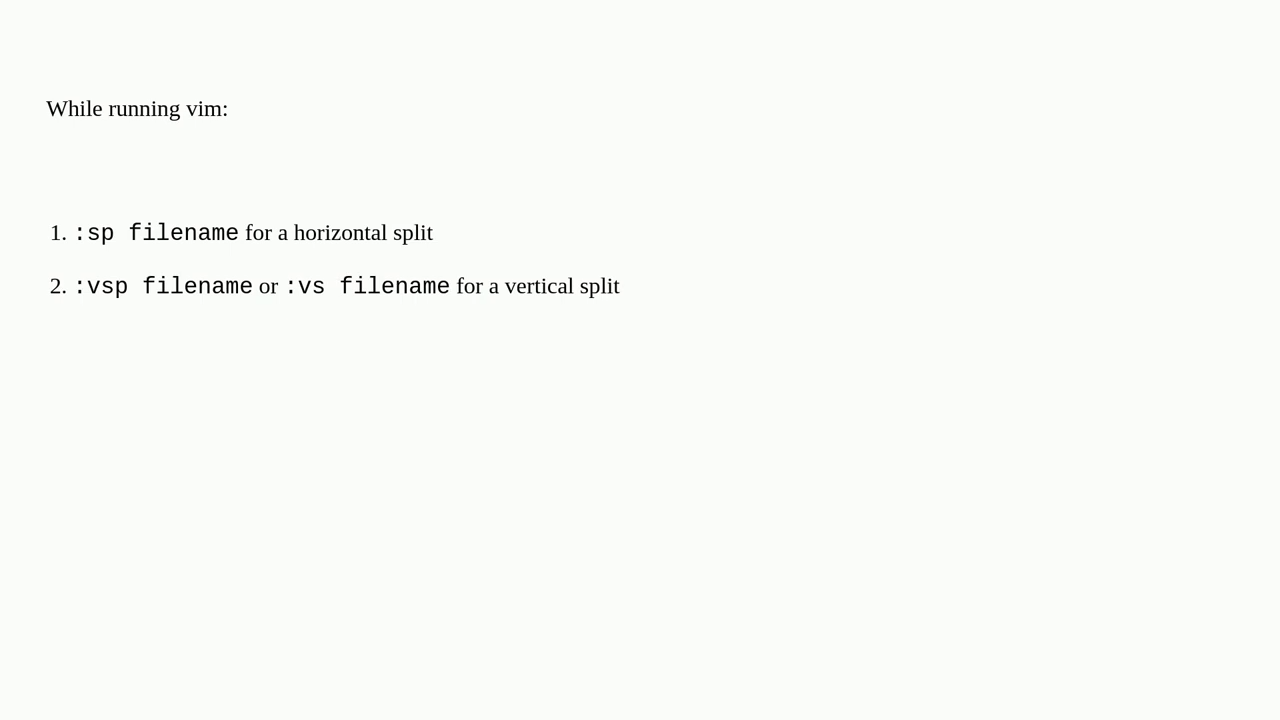 While running vim:
1. :sp filename for a horizontal split
2. :vsp filename or :vs filename for a vertical split